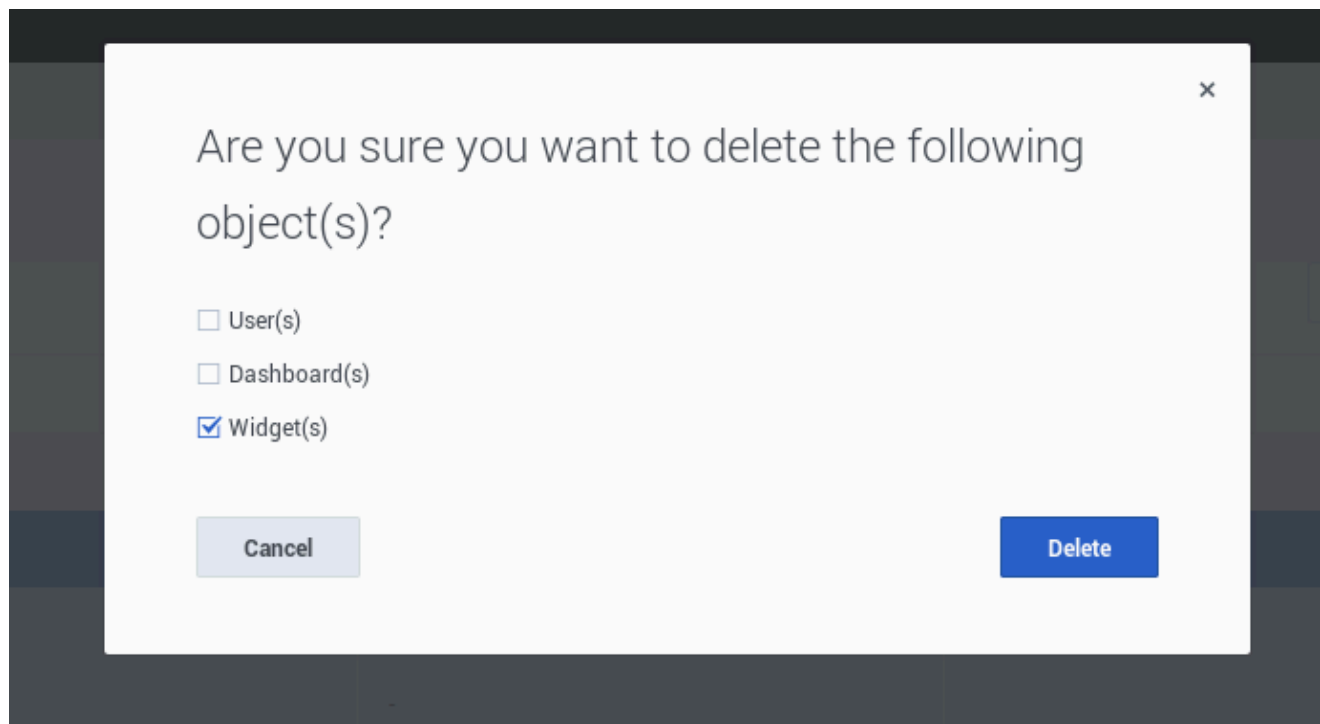 Are you sure you want to delete the following
object(s)?
User(s)
Dashboard(s)
Widget(s)
Cancel
Delete